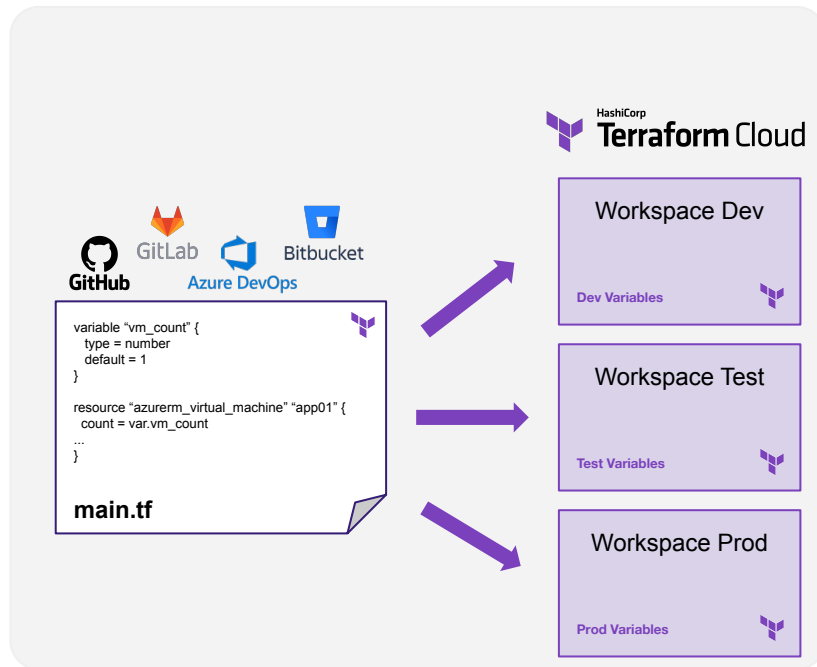 HashiCorp
Terraform Cloud
GitHub
GitLab
Azure DevOps
Bitbucket
variable “vm_count” {
type = number
default = 1
}
resource “azurerm_virtual_machine” “app01” {
count = var.vm_count
...
}
main.tf
Workspace Dev
Dev Variables
Workspace Test
Test Variables
Workspace Prod
Prod Variables